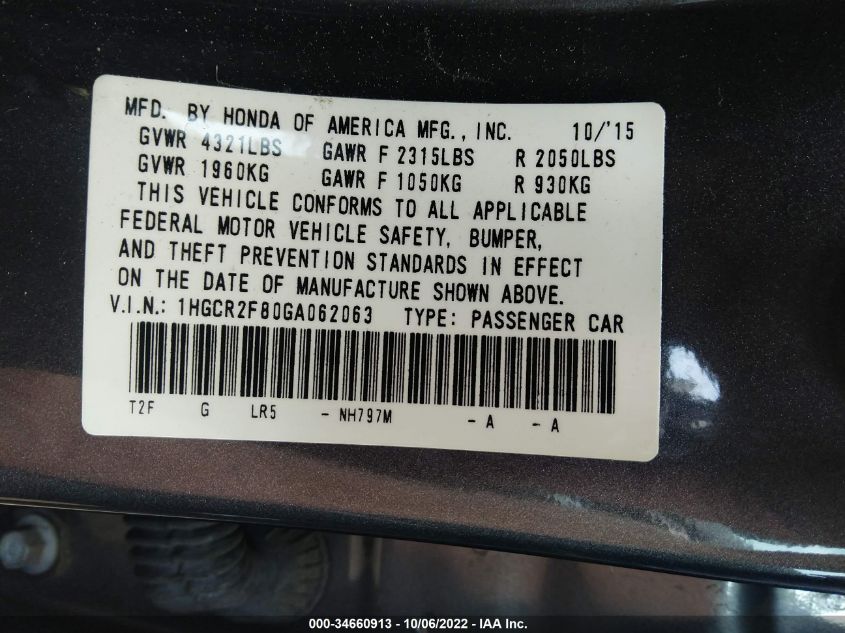 MFD. BY HONDA OF AMERICA MFG., INC. 10/'15
GVWR 4321LBS GAWR F 2315LBS R 2050LBS
GVWR 1960KG GAWR F 1050KG R 930KG
THIS VEHICLE CONFORMS TO ALL APPLICABLE
FEDERAL MOTOR VEHICLE SAFETY, BUMPER,
AND THEFT PREVENTION STANDARDS IN EFFECT
ON THE DATE OF MANUFACTURE SHOWN ABOVE.
V.I.N.: 1HGCR2F80GA062063 TYPE: PASSENGER CAR
T2F G LR5 - NH797M - A - A
000-34660913 - 10/06/2022 - IAA Inc.